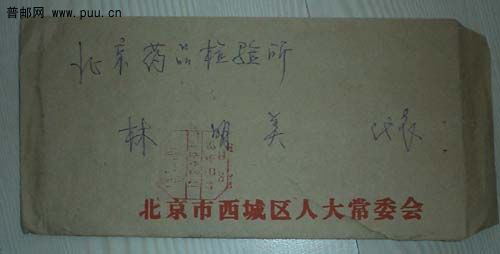 普邮网
www.puu.cn
北京药品检验所
林明美 代表
北京市西城区人大常委会